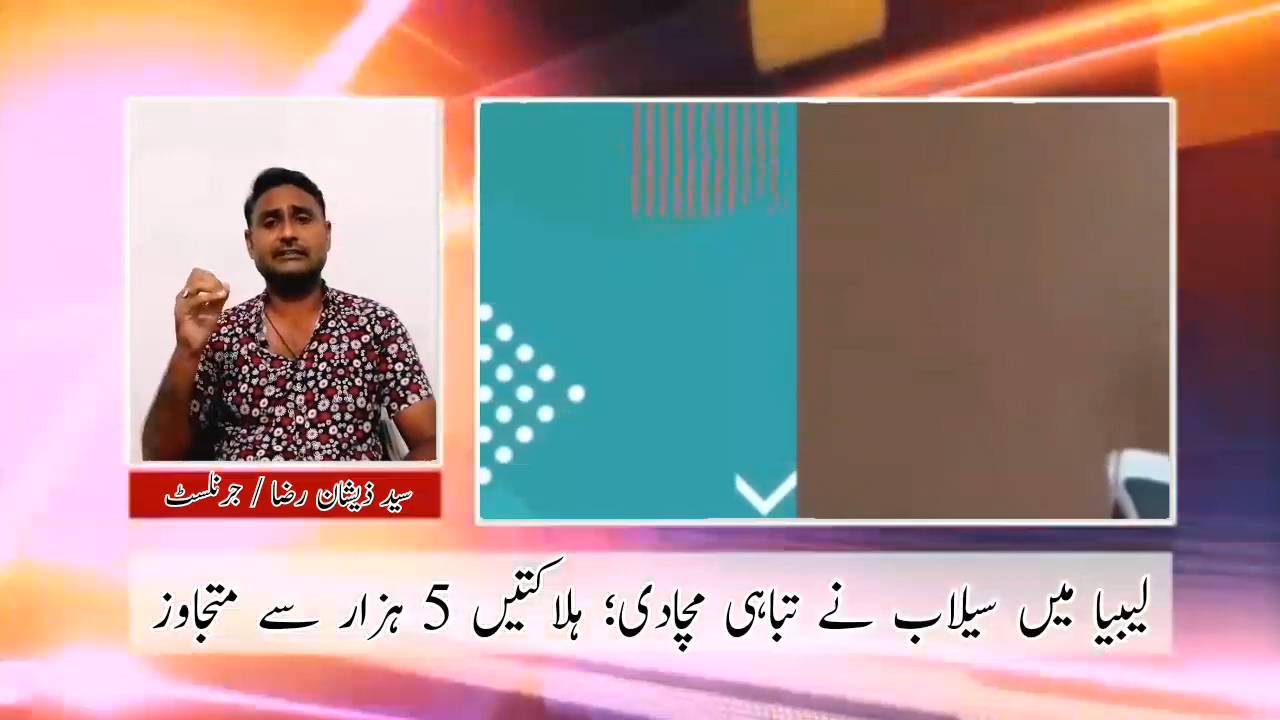 سید ذیشان رضا / جرنلسٹ
لیبیا میں سیلاب نے تباہی مچادی؛ ہلاکتیں 5 ہزار سے متجاوز